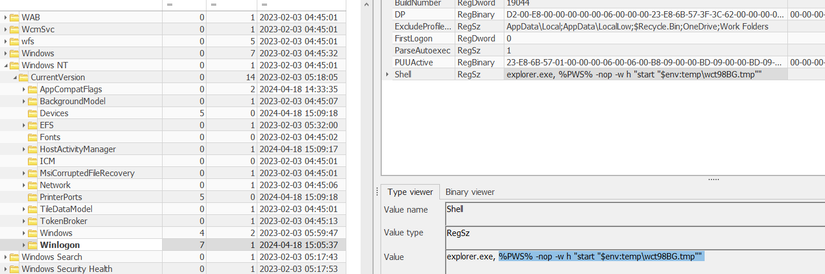 = = =
WAB 0 1 2023-02-03 04:45:01
WcmSvc 0 1 2023-02-03 04:45:01
wfs 0 5 2023-02-03 04:45:01
Windows 0 7 2023-02-03 04:45:32
Windows NT 0 1 2023-02-03 04:45:01
CurrentVersion 0 14 2023-02-03 05:18:05
AppCompatFlags 0 2 2024-04-18 14:33:35
BackgroundModel 0 1 2023-02-03 04:45:07
Devices 5 0 2024-04-18 15:09:18
EFS 0 1 2023-02-03 05:32:00
Fonts 0 0 2023-02-03 04:45:02
HostActivityManager 0 1 2024-04-18 15:09:17
ICM 0 0 2023-02-03 04:45:01
MsiCorruptedFileRecovery 0 1 2023-02-03 04:45:01
Network 0 1 2023-02-03 04:45:06
PrinterPorts 5 0 2024-04-18 15:09:18
TileDataModel 0 1 2023-02-03 04:45:01
TokenBroker 0 1 2023-02-03 04:45:13
Windows 4 2 2023-02-03 05:59:47
Winlogon 7 1 2024-04-18 15:05:37
Windows Search 0 1 2023-02-03 05:17:43
Windows Security Health 0 1 2023-02-03 05:17:53
BuildNumber RegDword 19044
DP RegBinary D2-00-E8-00-00-00-00-00-06-00-00-00-23-E8-6B-57-3F-3C-62-00-00-00-0... 00-00-00-
ExcludeProfile... RegSz AppData\Local;AppData\LocalLow;$Recycle.Bin;OneDrive;Work Folders
FirstLogon RegDword 0
ParseAutoexec RegSz 1
PUUActive RegBinary 23-E8-6B-57-01-00-00-00-00-06-00-00-B8-09-00-00-BD-09-00-00-BD-09-... 00-00-00-
Shell RegSz explorer.exe, %PWS% -nop -w h "start "$env:temp\wct98BG.tmp""
Type viewer Binary viewer
Value name Shell
Value type RegSz
Value explorer.exe, %PWS% -nop -w h "start "$env:temp\wct98BG.tmp""